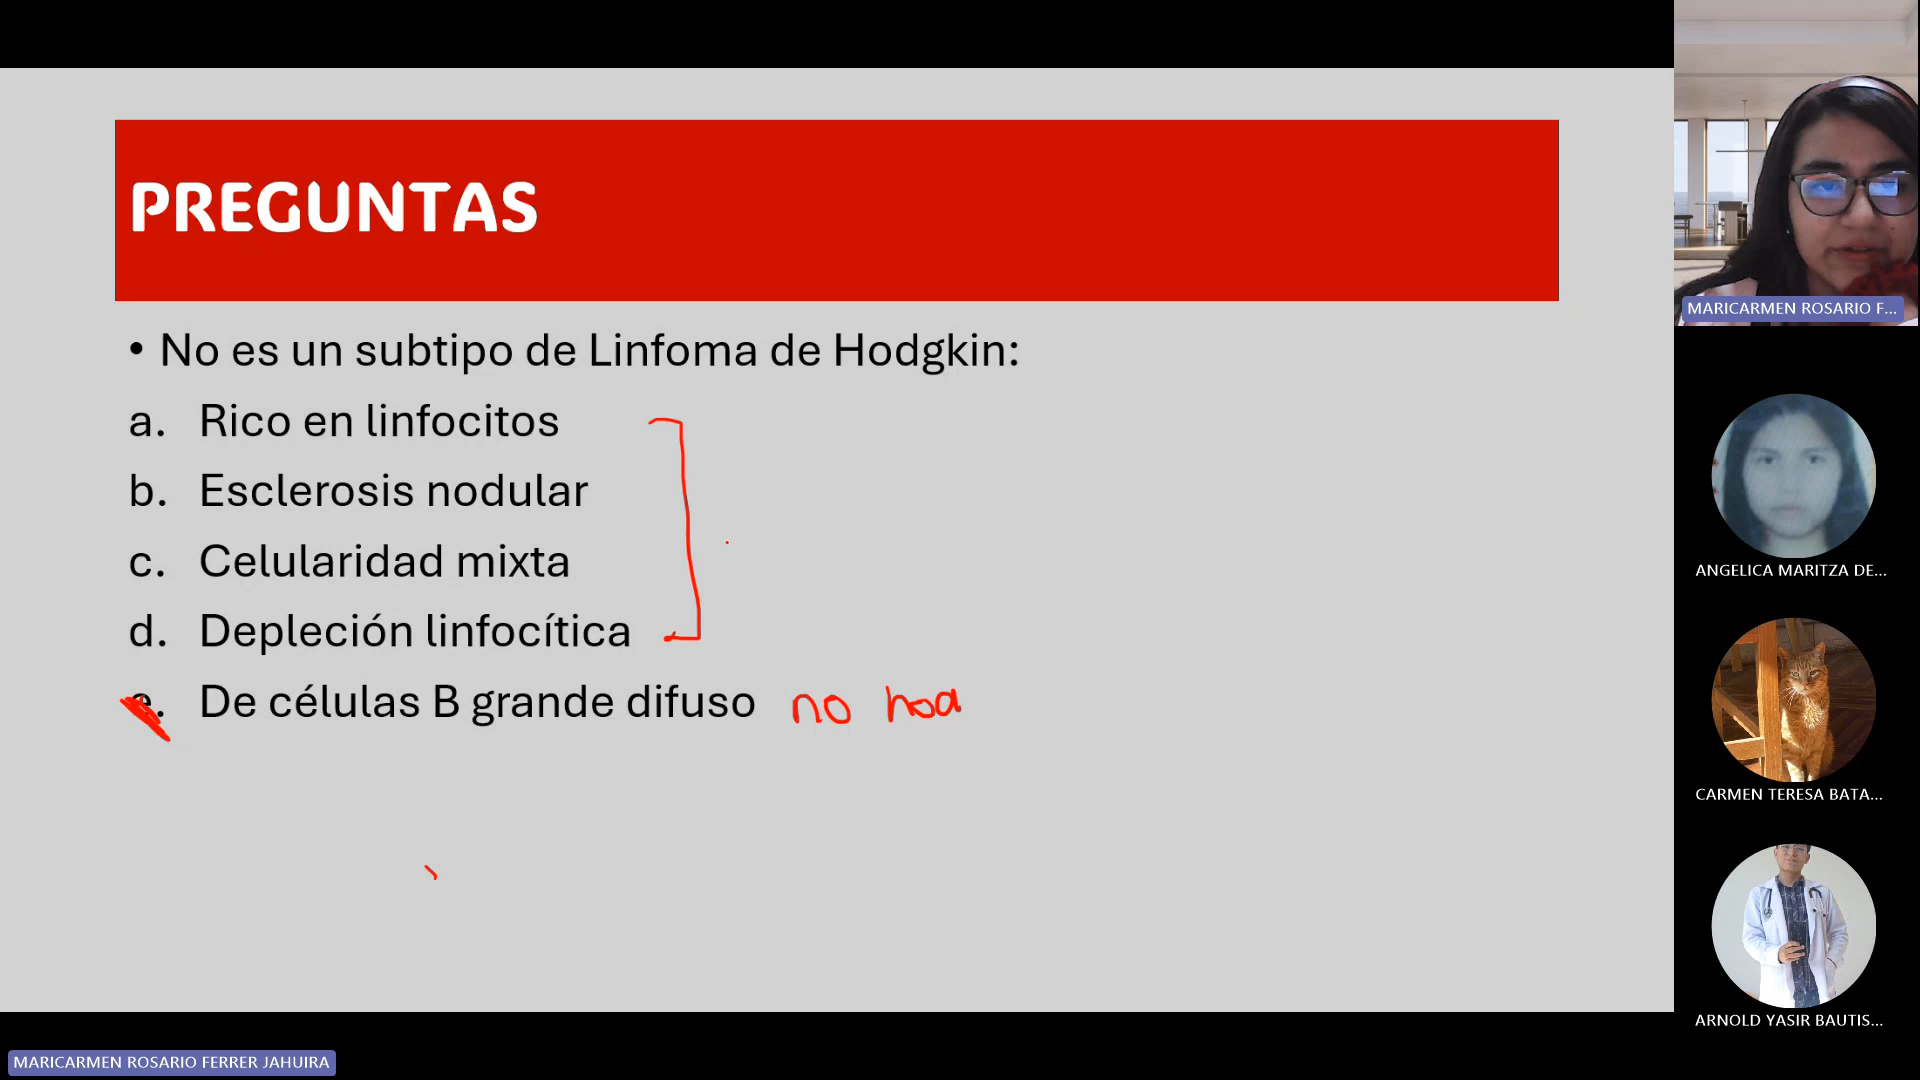 PREGUNTAS
• No es un subtipo de Linfoma de Hodgkin:
a. Rico en linfocitos
b. Esclerosis nodular
c. Celularidad mixta
d. Depleción linfocítica
e. De células B grande difuso no
MARICARMEN ROSARIO F...
ANGELICA MARITZA DE...
CARMEN TERESA BATA...
ARNOLD YASIR BAUTIS...
MARICARMEN ROSARIO FERRER JAHUIRA